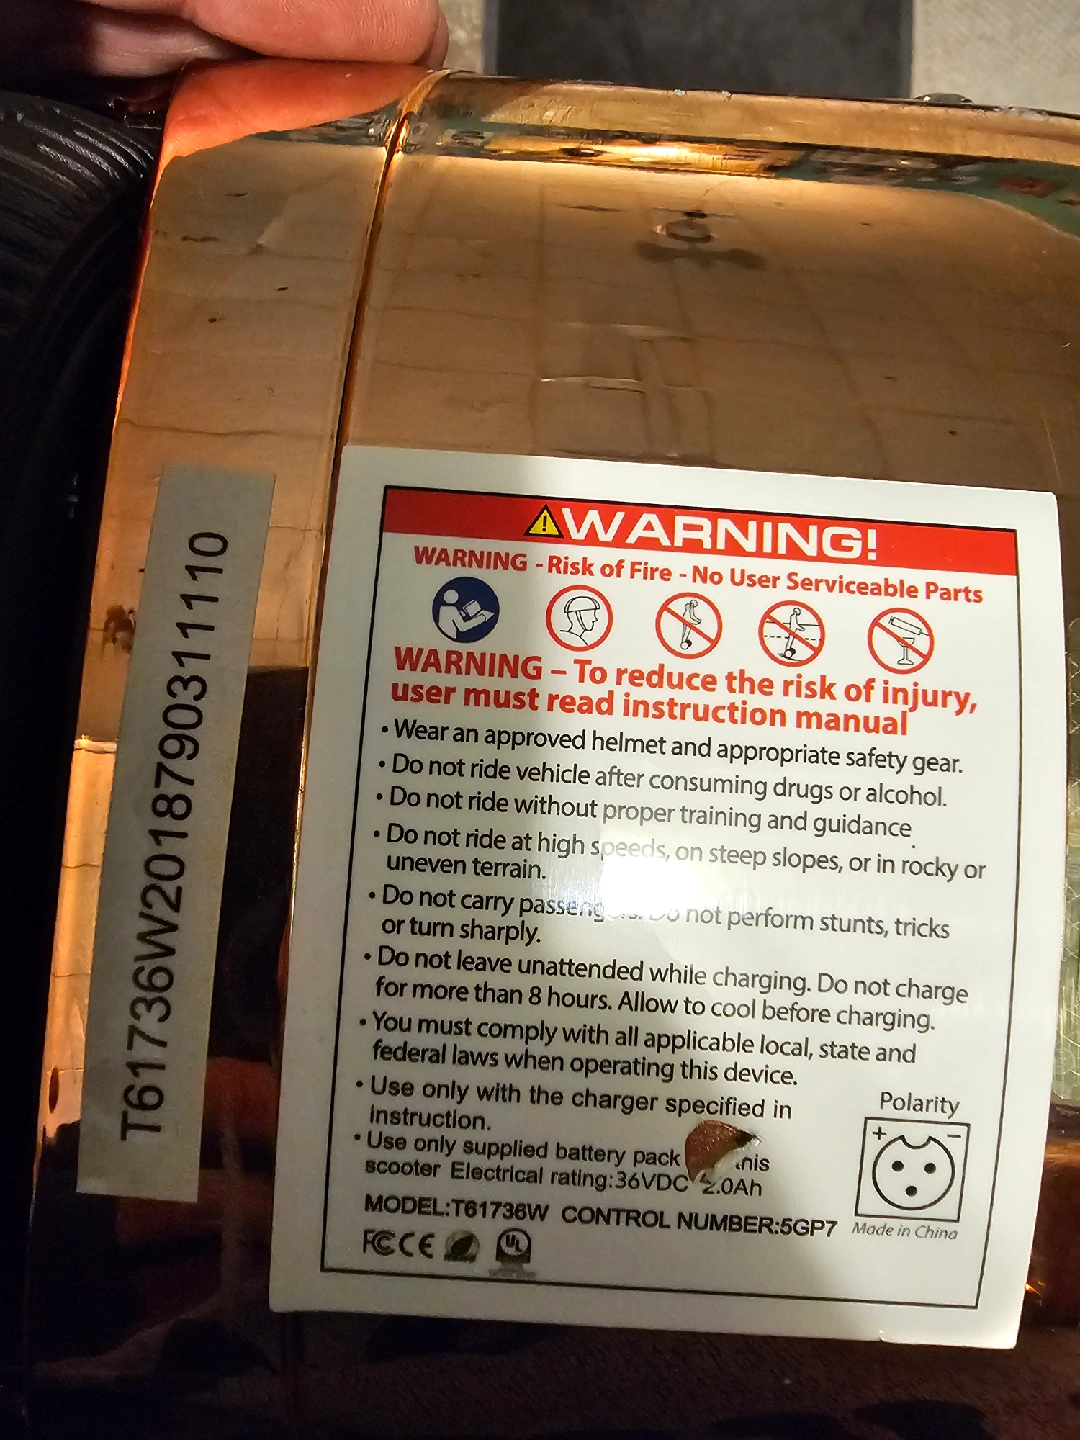 T61736W20187903111110
WARNING!
WARNING - Risk of Fire - No User Serviceable Parts
WARNING – To reduce the risk of injury,
user must read instruction manual
• Wear an approved helmet and appropriate safety gear.
• Do not ride vehicle after consuming drugs or alcohol.
• Do not ride without proper training and guidance
• Do not ride at high speeds, on steep slopes, or in rocky or
uneven terrain.
• Do not carry passengers. Do not perform stunts, tricks
or turn sharply.
• Do not leave unattended while charging. Do not charge
for more than 8 hours. Allow to cool before charging.
• You must comply with all applicable local, state and
federal laws when operating this device.
• Use only with the charger specified in
instruction.
• Use only supplied battery pack this
scooter Electrical rating:36VDC 2.0Ah
MODEL:T61736W CONTROL NUMBER:5GP7
Polarity
+ −
Made in China
FC CE UL